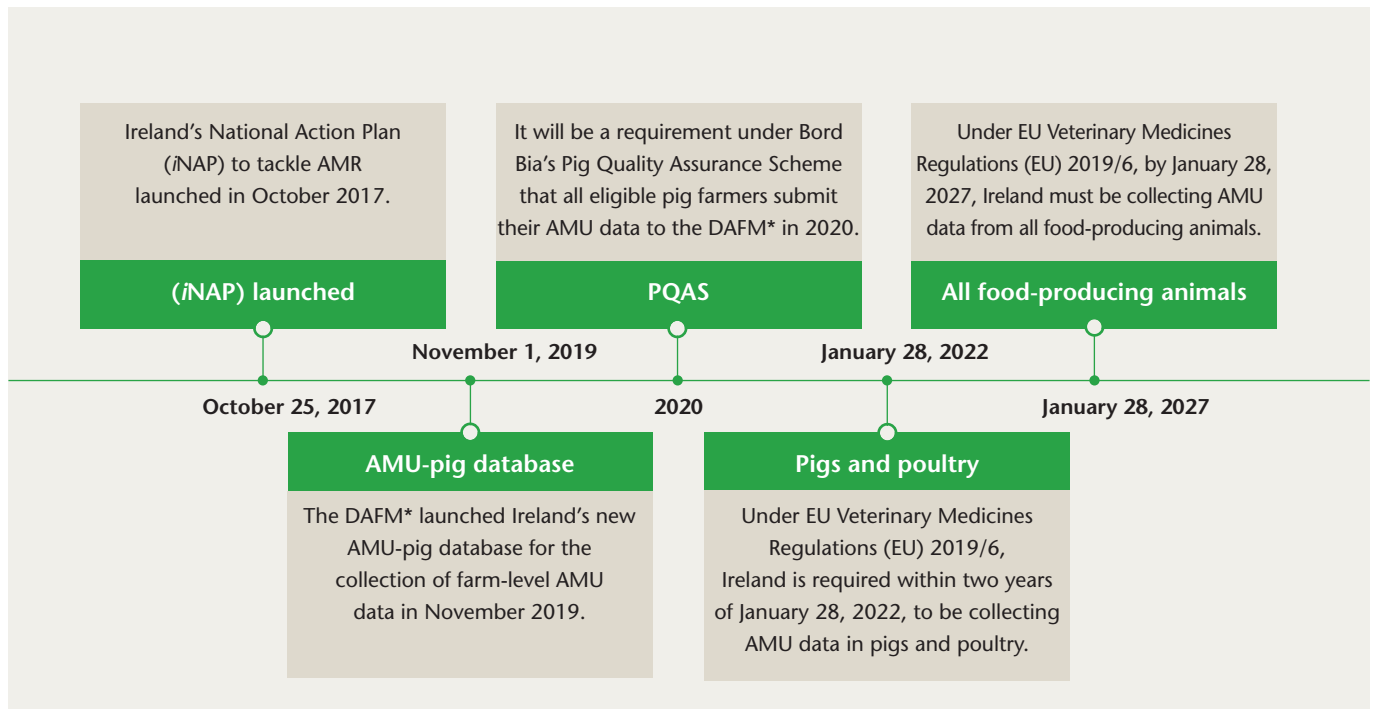 Ireland's National Action Plan
(iNAP) to tackle AMR
launched in October 2017.
(iNAP) launched
October 25, 2017
November 1, 2019
AMU-pig database
The DAFM* launched Ireland's new
AMU-pig database for the
collection of farm-level AMU
data in November 2019.
It will be a requirement under Bord
Bia's Pig Quality Assurance Scheme
that all eligible pig farmers submit
their AMU data to the DAFM* in 2020.
PQAS
2020
January 28, 2022
Pigs and poultry
Under EU Veterinary Medicines
Regulations (EU) 2019/6,
Ireland is required within two years
of January 28, 2022, to be collecting
AMU data in pigs and poultry.
Under EU Veterinary Medicines
Regulations (EU) 2019/6, by January 28,
2027, Ireland must be collecting AMU
data from all food-producing animals.
All food-producing animals
January 28, 2027